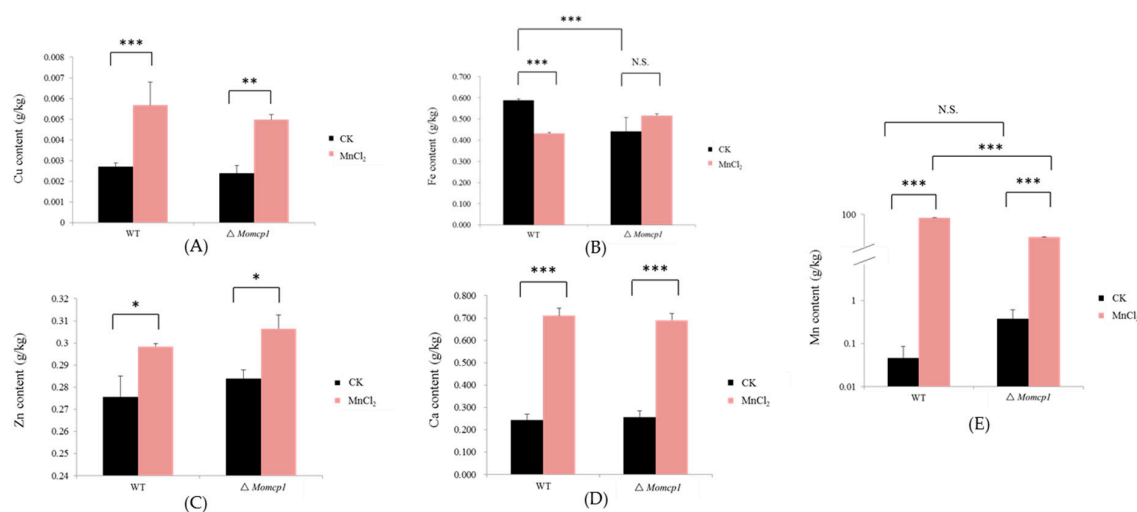 ***
**
0.008
0.007
0.006
0.005
0.004
0.003
0.002
0.001
0
Cu content (g/kg)
WT
△ Momcp1
CK
MnCl₂
(A)
***
***
N.S.
0.700
0.600
0.500
0.400
0.300
0.200
0.100
0.000
Fe content (g/kg)
WT
△ Momcp1
CK
MnCl₂
(B)
*
*
0.32
0.31
0.3
0.29
0.28
0.27
0.26
0.25
0.24
Zn content (g/kg)
WT
△ Momcp1
CK
MnCl₂
(C)
***
***
0.800
0.700
0.600
0.500
0.400
0.300
0.200
0.100
0.000
Ca content (g/kg)
WT
△ Momcp1
CK
MnCl₂
(D)
N.S.
***
***
***
100
1
0.1
0.01
Mn content (g/kg)
WT
△ Momcp1
CK
MnCl
(E)